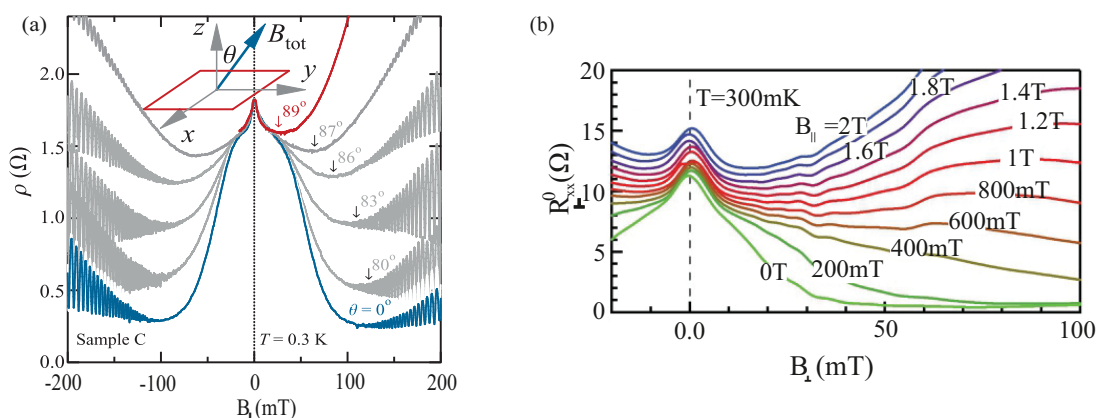 (a)
ρ (Ω)
2.0
1.5
1.0
0.5
0.0
-200
-100
0
100
200
B⊥(mT)
z
θ
B tot
y
x
↓89°
↓87°
↓86°
↓83°
↓80°
θ = 0°
Sample C
T = 0.3 K
(b)
R⁰xx(Ω)
20
15
10
5
0
0.0
50
100
B⊥(mT)
T=300mK
B∥ =2T
1.8T
1.6T
1.4T
1.2T
1T
800mT
600mT
400mT
200mT
0T